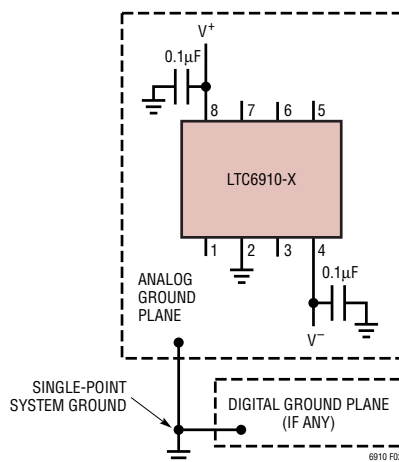 V+
0.1µF
8
7
6
5
LTC6910-X
1
2
3
4
ANALOG
GROUND
PLANE
0.1µF
V–
SINGLE-POINT
SYSTEM GROUND
DIGITAL GROUND PLANE
(IF ANY)